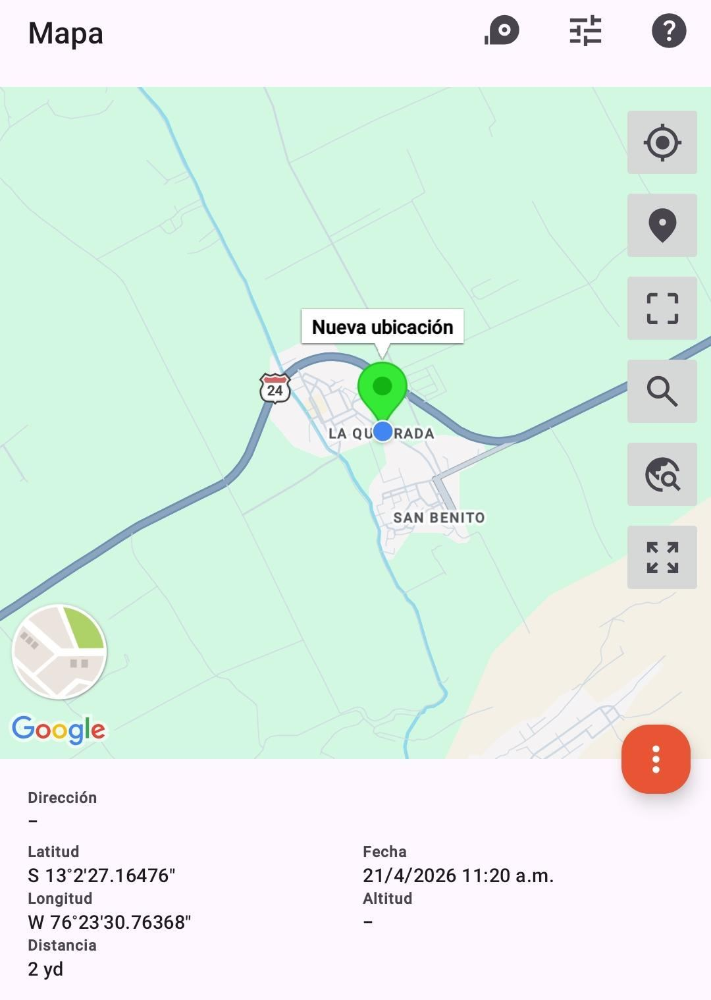 Mapa
Nueva ubicación
24
LA QU RADA
SAN BENITO
Google
Dirección
–
Latitud
S 13°2'27.16476"
Longitud
W 76°23'30.76368"
Distancia
2 yd
Fecha
21/4/2026 11:20 a.m.
Altitud
–